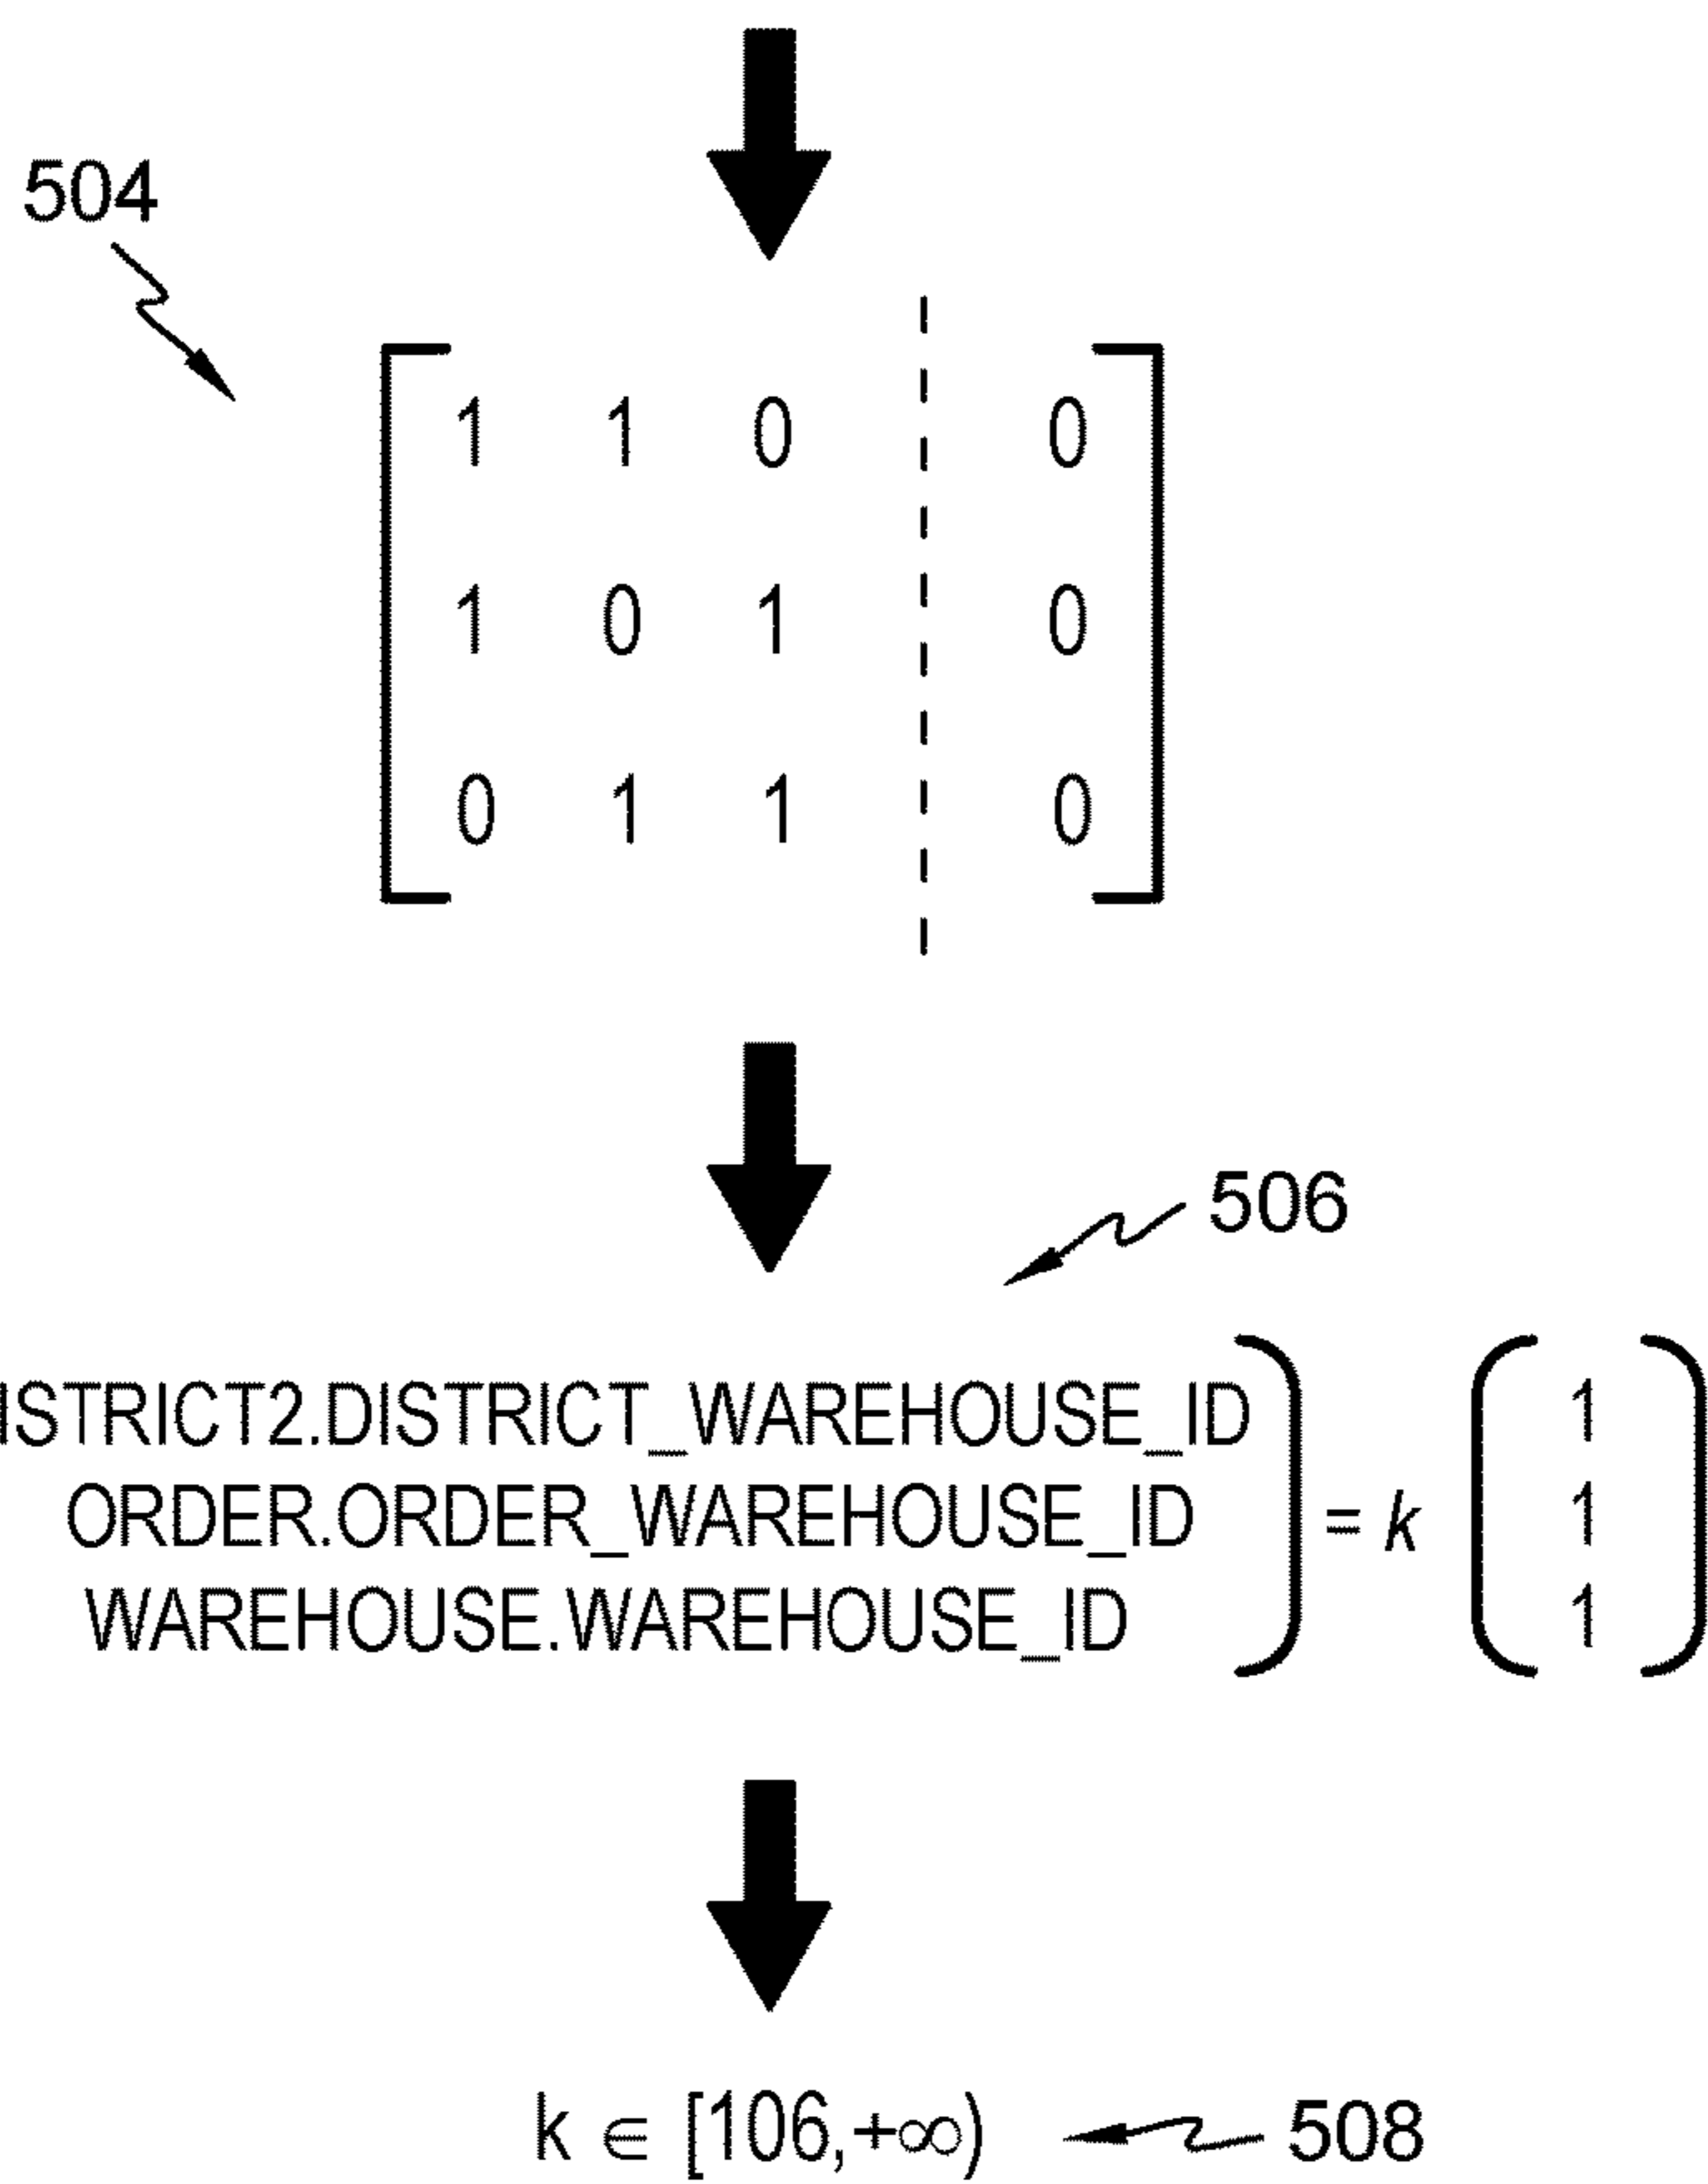 504
1 1 0 0
1 0 1 0
0 1 1 0
506
ISTRICT2.DISTRICT_WAREHOUSE_ID 1
ORDER.ORDER_WAREHOUSE_ID = k 1
WAREHOUSE.WAREHOUSE_ID 1
k ∈ [106,+∞) 508